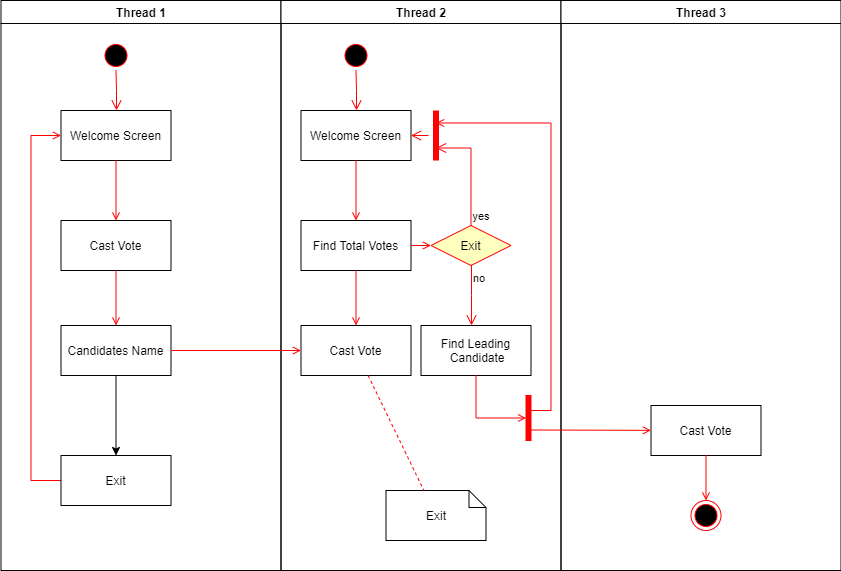 Thread 1
Thread 2
Thread 3
Welcome Screen
Cast Vote
Candidates Name
Exit
Welcome Screen
Find Total Votes
Exit
yes
no
Cast Vote
Find Leading
Candidate
Exit
Cast Vote